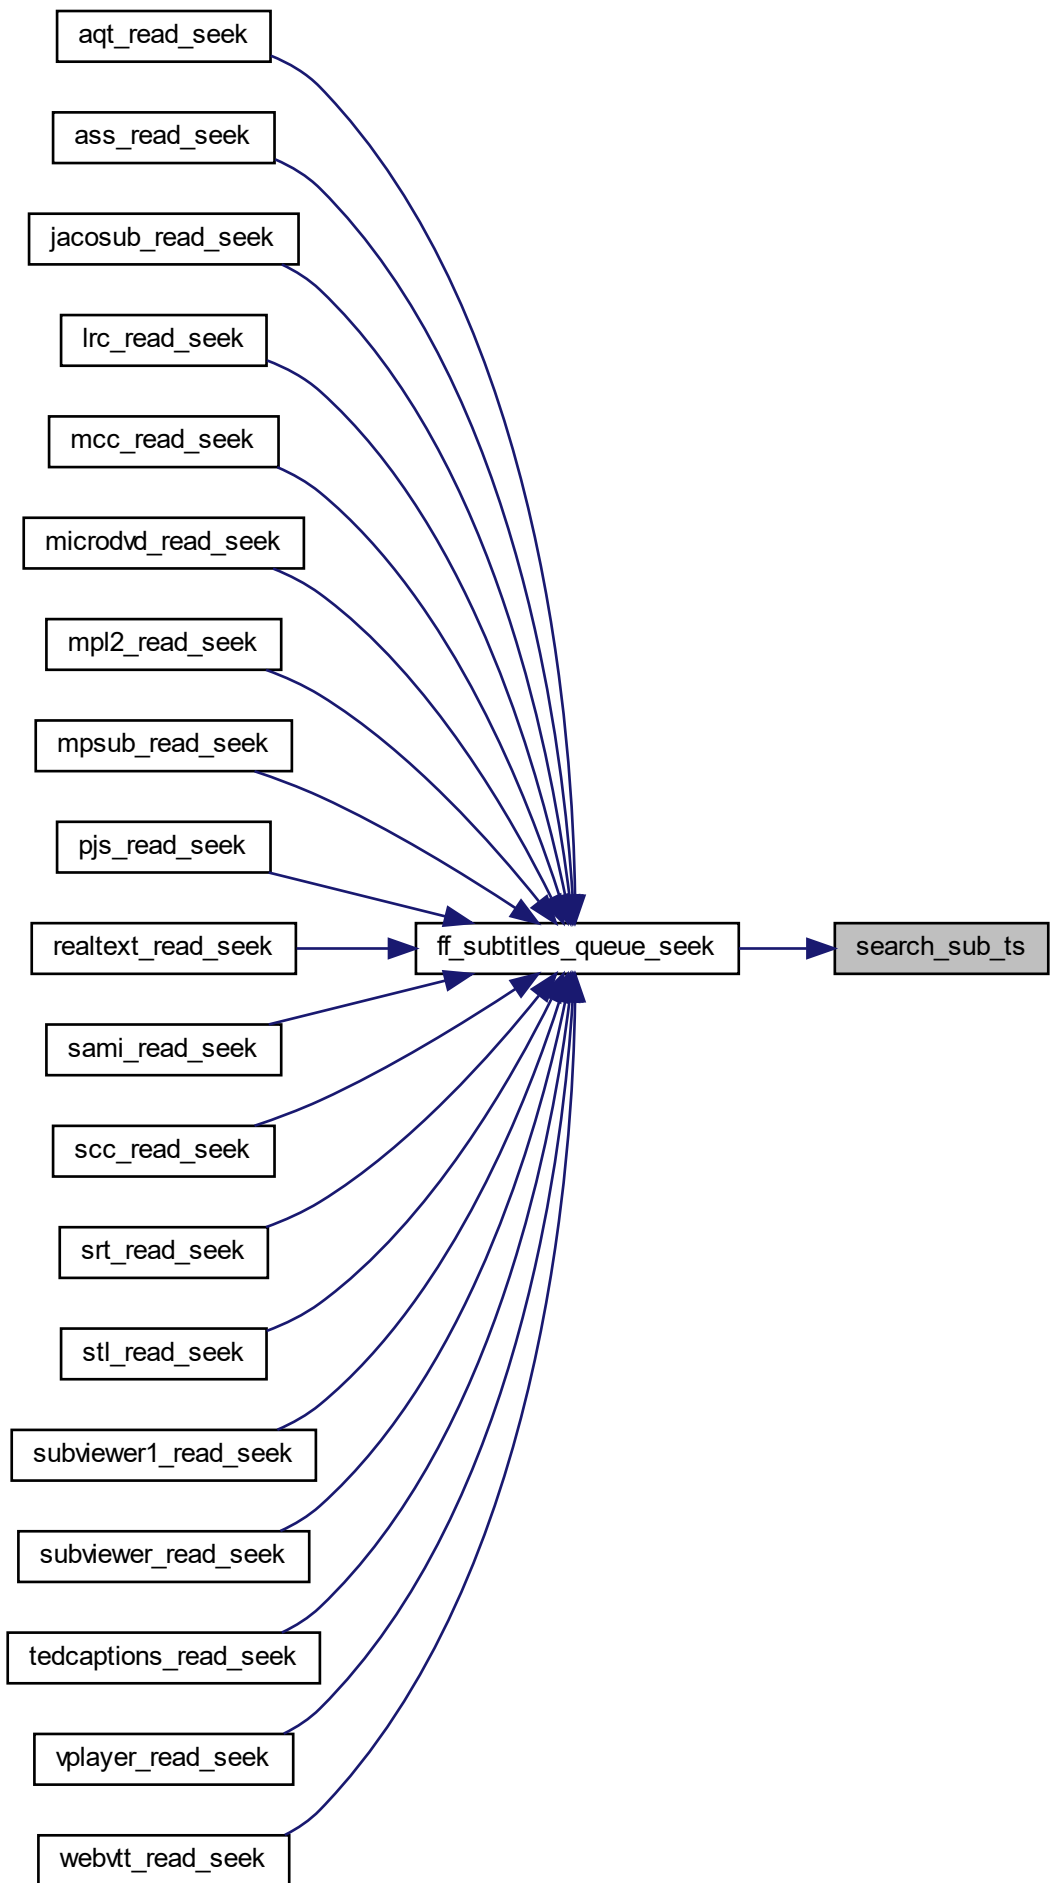 aqt_read_seek
ass_read_seek
jacosub_read_seek
lrc_read_seek
mcc_read_seek
microdvd_read_seek
mpl2_read_seek
mpsub_read_seek
pjs_read_seek
realtext_read_seek
ff_subtitles_queue_seek
search_sub_ts
sami_read_seek
scc_read_seek
srt_read_seek
stl_read_seek
subviewer1_read_seek
subviewer_read_seek
tedcaptions_read_seek
vplayer_read_seek
webvtt_read_seek